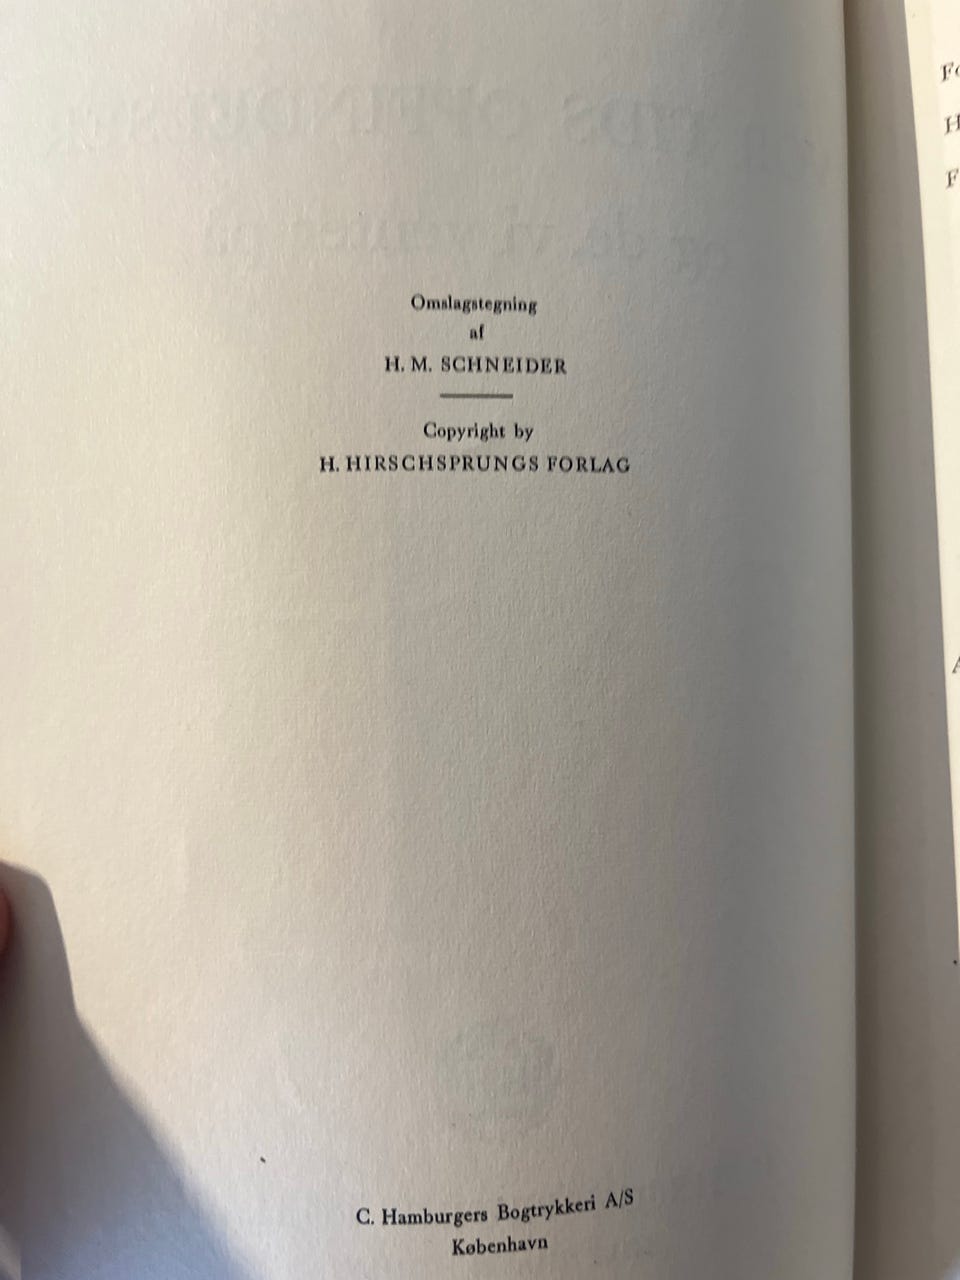 Omslagstegning
af
H. M. SCHNEIDER
Copyright by
H. HIRSCHSPRUNGS FORLAG
C. Hamburgers Bogtrykkeri A/S
København